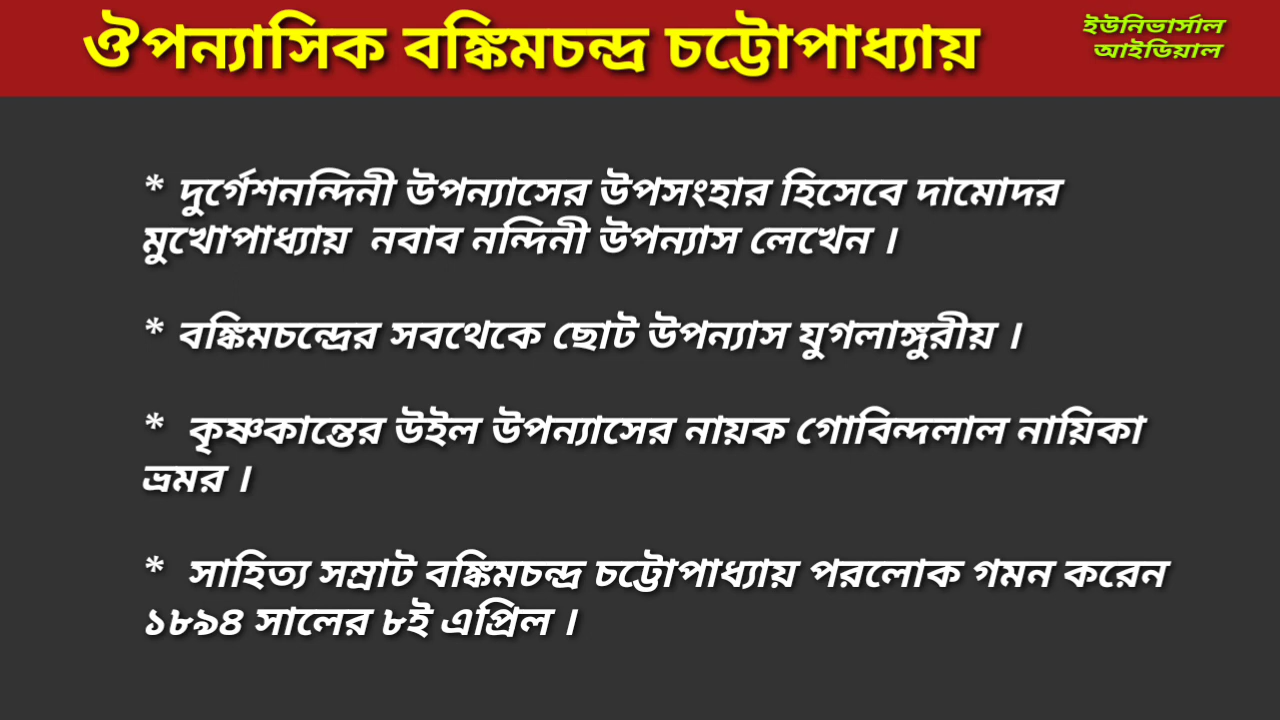 ঔপন্যাসিক বঙ্কিমচন্দ্র চট্টোপাধ্যায়
ইউনিভার্সাল
আইডিয়াল
* দুর্গেশনন্দিনী উপন্যাসের উপসংহার হিসেবে দামোদর
মুখোপাধ্যায় নবাব নন্দিনী উপন্যাস লেখেন ।
* বঙ্কিমচন্দ্রের সবথেকে ছোট উপন্যাস যুগলাঙ্গুরীয় ।
* কৃষ্ণকান্তের উইল উপন্যাসের নায়ক গোবিন্দলাল নায়িকা
ভ্রমর ।
* সাহিত্য সম্রাট বঙ্কিমচন্দ্র চট্টোপাধ্যায় পরলোক গমন করেন
১৮৯৪ সালের ৮ই এপ্রিল ।